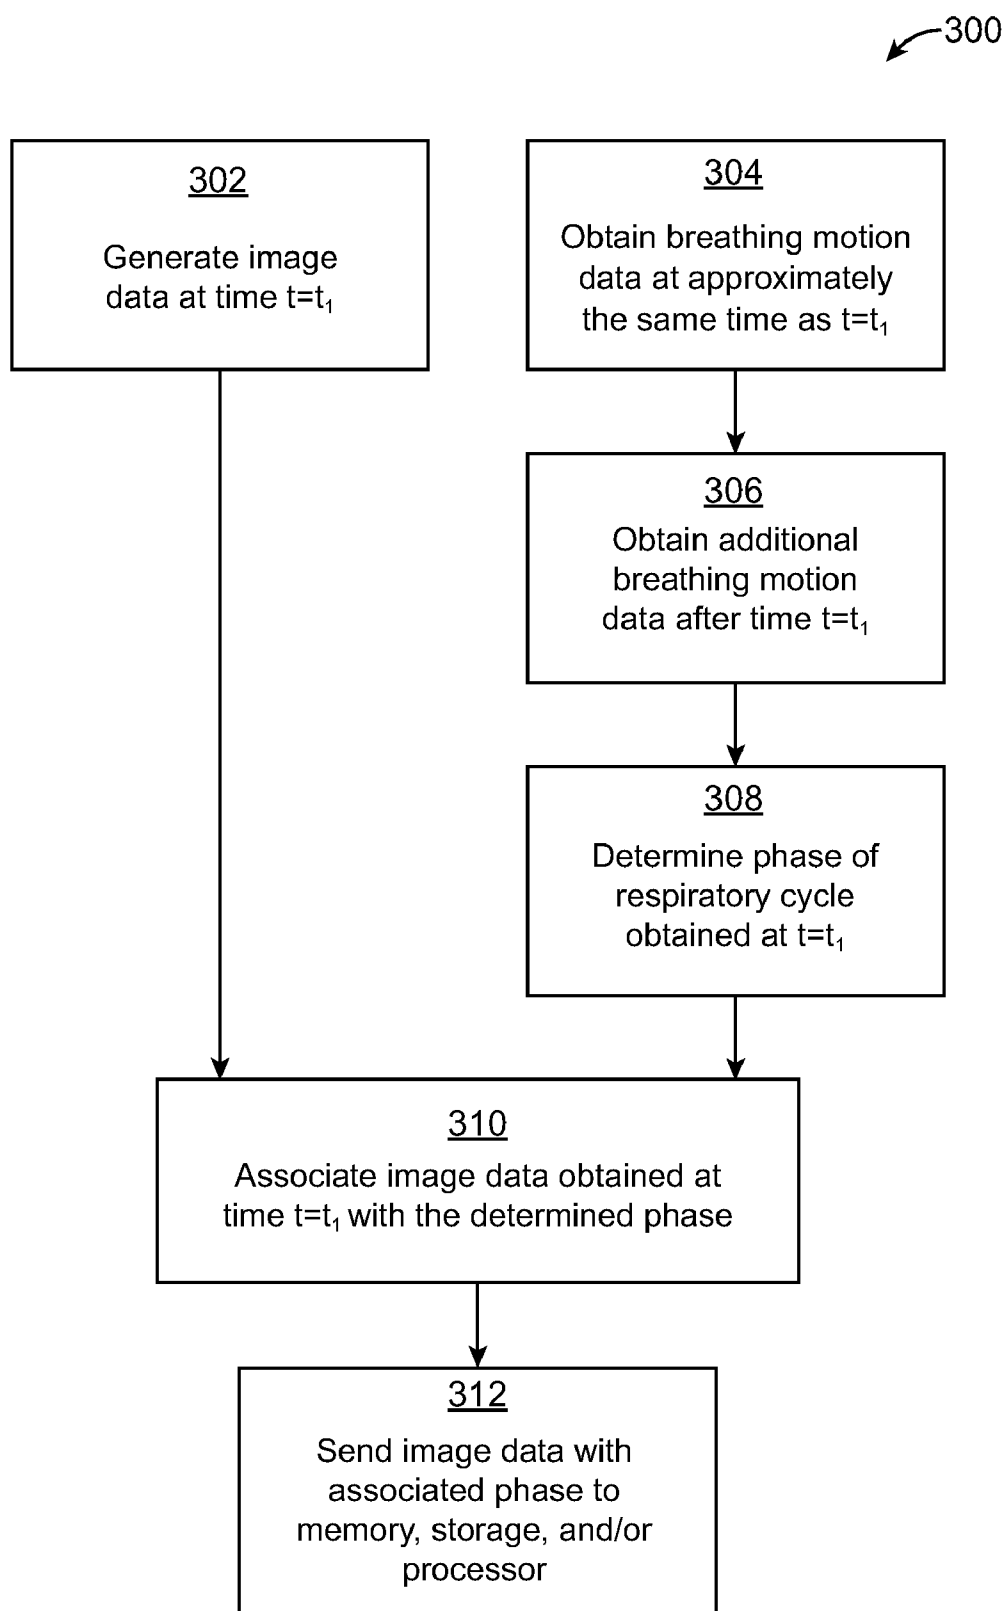 300
302
Generate image
data at time t=t₁
304
Obtain breathing motion
data at approximately
the same time as t=t₁
306
Obtain additional
breathing motion
data after time t=t₁
308
Determine phase of
respiratory cycle
obtained at t=t₁
310
Associate image data obtained at
time t=t₁ with the determined phase
312
Send image data with
associated phase to
memory, storage, and/or
processor